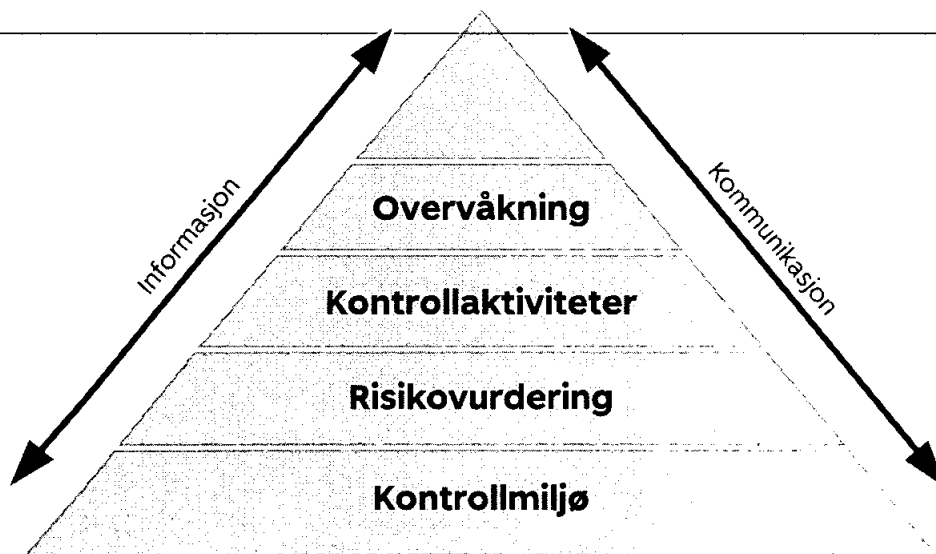 Informasjon
Kommunikasjon
Overvåkning
Kontrollaktiviteter
Risikovurdering
Kontrollmiljø